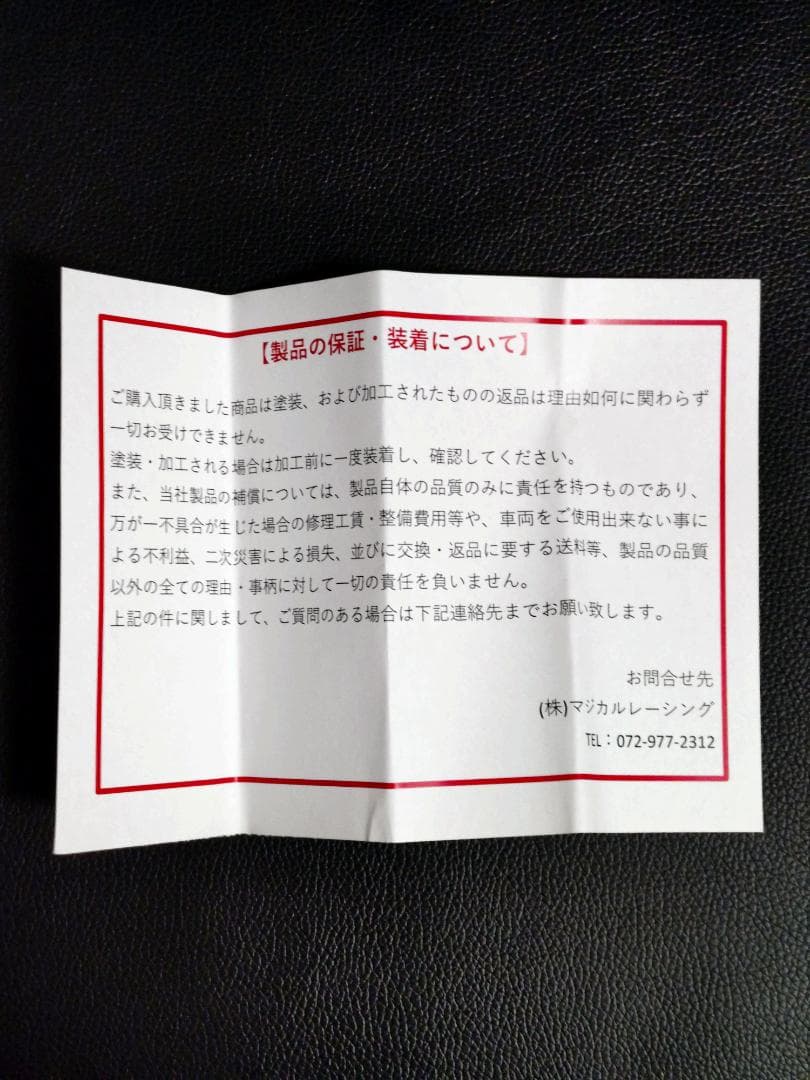 【製品の保証・装着について】
ご購入頂きました商品は塗装、および加工されたものの返品は理由如何に関わらず
一切お受けできません。
塗装・加工される場合は加工前に一度装着し、確認してください。
また、当社製品の補償については、製品自体の品質のみに責任を持つものであり、
万が一不具合が生じた場合の修理工賃・整備費用等や、車両をご使用出来ない事に
よる不利益、二次災害による損失、並びに交換・返品に要する送料等、製品の品質
以外の全ての理由・事柄に対して一切の責任を負いません。
上記の件に関しまして、ご質問のある場合は下記連絡先までお願い致します。
お問合せ先
(株)マジカルレーシング
TEL：072-977-2312